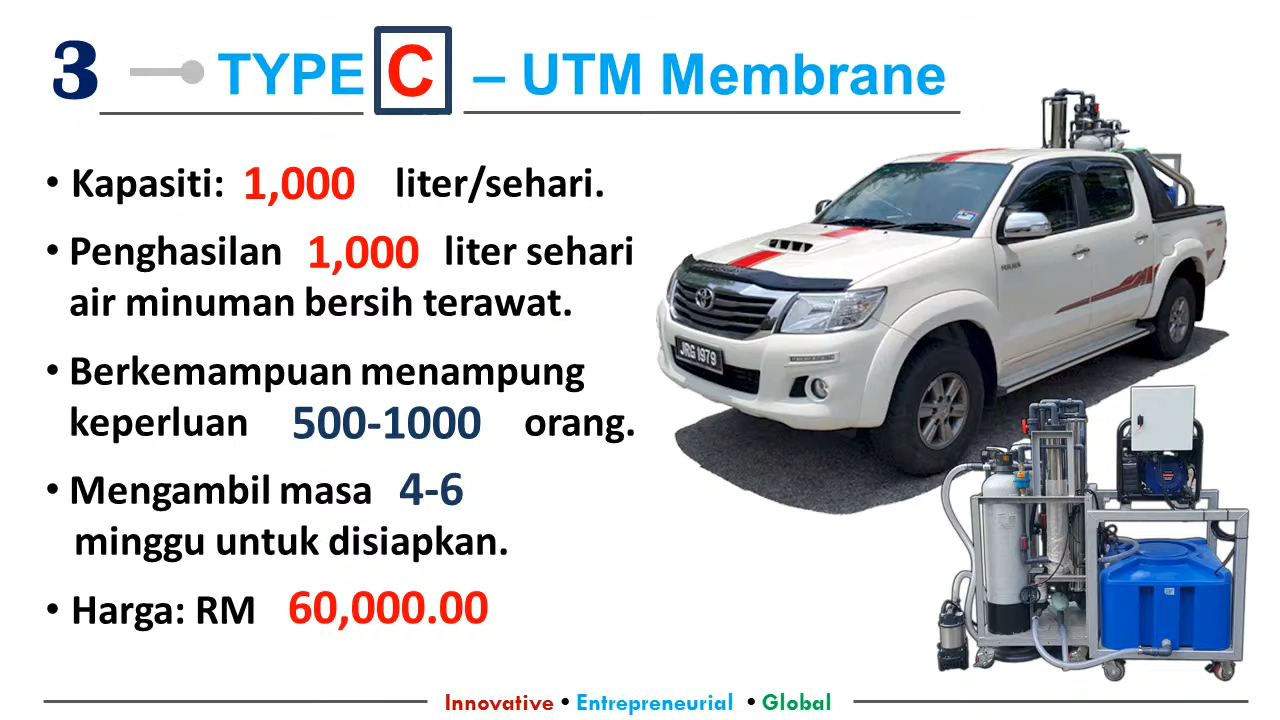 3 TYPE C – UTM Membrane
• Kapasiti: 1,000 liter/sehari.
• Penghasilan 1,000 liter sehari
air minuman bersih terawat.
• Berkemampuan menampung
keperluan 500-1000 orang.
• Mengambil masa 4-6
minggu untuk disiapkan.
• Harga: RM 60,000.00
JRG 1979
Innovative • Entrepreneurial • Global